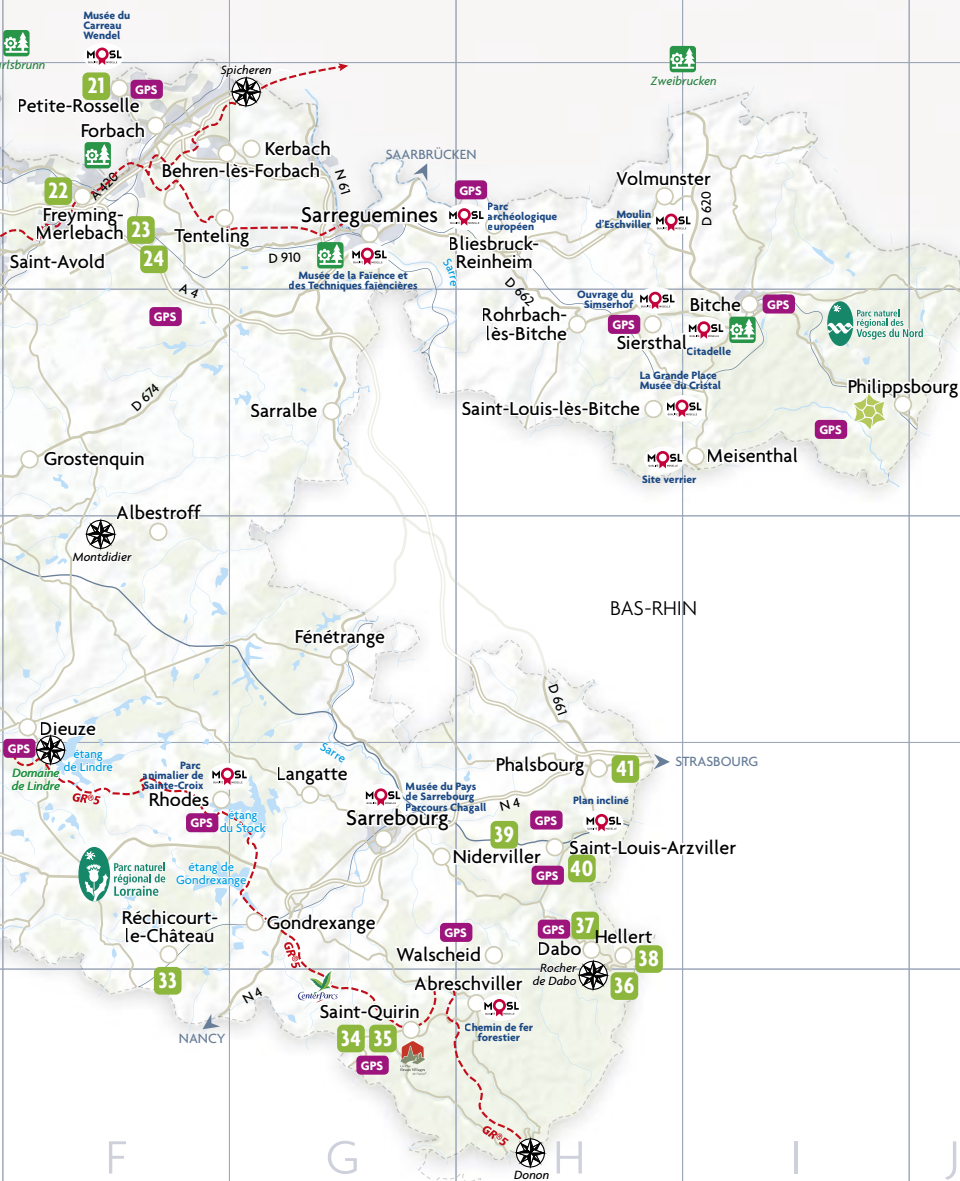 Musée du
Carreau
Wendel
MOSL
arlsbrunn
21
GPS
Petite-Rosselle
Spicheren
Zweibrucken
Forbach
Kerbach
Behren-lès-Forbach
SAARBRÜCKEN
N 61
A 420
22
Freyming-
Merlebach
23
Tenteling
Saint-Avold
24
Sarreguemines
D 910
MOSL
Musée de la Faïence et
des Techniques faïencières
GPS
MOSL
Parc
archéologique
européen
Bliesbruck-
Reinheim
Sarre
Volmunster
D 620
Moulin
d'Eschviller
MOSL
A 4
GPS
D 662
Rohrbach-
lès-Bitche
Ouvrage du
Simserhof
MOSL
GPS
Siersthal
Bitche
GPS
MOSL
Citadelle
Parc naturel
régional des
Vosges du Nord
La Grande Place
Musée du Cristal
Saint-Louis-lès-Bitche
MOSL
Philippsbourg
GPS
D 674
Sarralbe
Grostenquin
MOSL
Meisenthal
Site verrier
Albestroff
Montdidier
BAS-RHIN
Fénétrange
D 661
Dieuze
GPS
étang
de Lindre
Domaine
de Lindre
GR®5
Parc
animalier de
Sainte-Croix
MOSL
Rhodes
GPS
étang
du Stock
Langatte
Sarre
MOSL
Musée du Pays
de Sarrebourg
Parcours Chagall
Sarrebourg
N 4
Phalsbourg
41
STRASBOURG
Plan incliné
GPS
MOSL
39
Niderviller
Saint-Louis-Arzviller
GPS
40
Parc naturel
régional de
Lorraine
étang de
Gondrexange
Réchicourt-
le-Château
Gondrexange
GR®5
33
N 4
NANCY
GPS
Walscheid
GPS
37
Dabo
Hellert
38
Rocher
de Dabo
36
CenterParcs
Abreschviller
MOSL
Chemin de fer
forestier
Saint-Quirin
34
35
GPS
GR®5
Donon
F
G
H
I
J